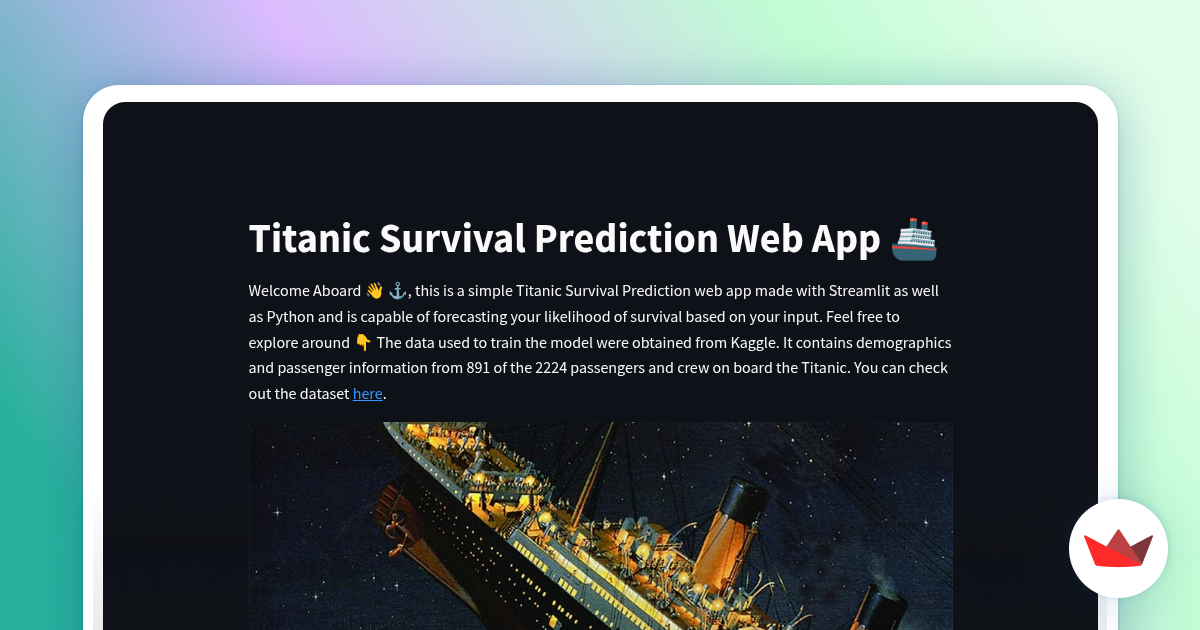 Titanic Survival Prediction Web App 🚢
Welcome Aboard 👋 ⚓, this is a simple Titanic Survival Prediction web app made with Streamlit as well
as Python and is capable of forecasting your likelihood of survival based on your input. Feel free to
explore around 👇 The data used to train the model were obtained from Kaggle. It contains demographics
and passenger information from 891 of the 2224 passengers and crew on board the Titanic. You can check
out the dataset here.